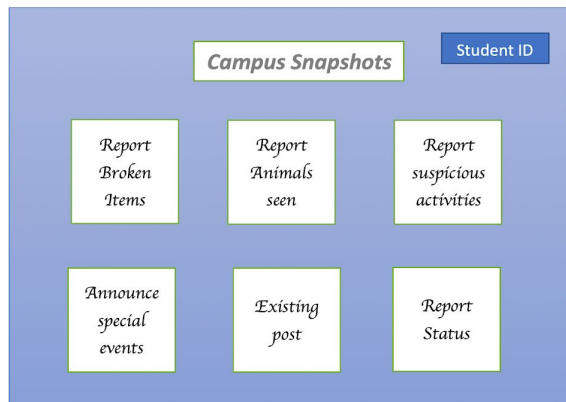 Campus Snapshots
Student ID
Report
Broken
Items
Report
Animals
seen
Report
suspicious
activities
Announce
special
events
Existing
post
Report
Status